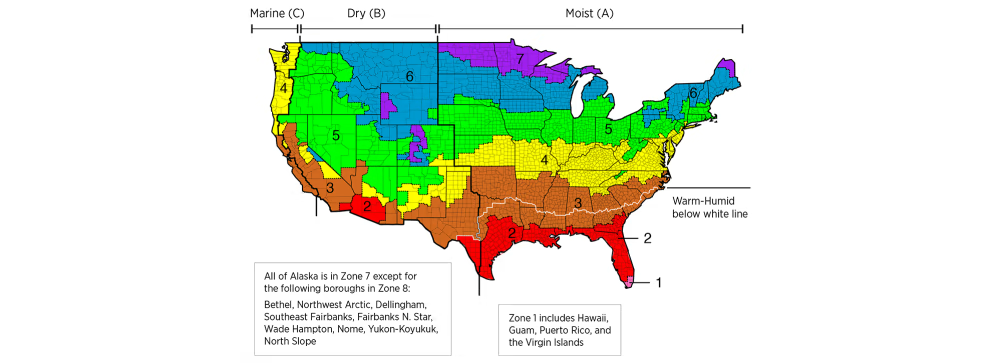 Marine (C)
Dry (B)
Moist (A)
7
6
6
4
5
5
4
3
3
2
2
Warm-Humid
below white line
2
1
All of Alaska is in Zone 7 except for
the following boroughs in Zone 8:
Bethel, Northwest Arctic, Dellingham,
Southeast Fairbanks, Fairbanks N. Star,
Wade Hampton, Nome, Yukon-Koyukuk,
North Slope
Zone 1 includes Hawaii,
Guam, Puerto Rico, and
the Virgin Islands